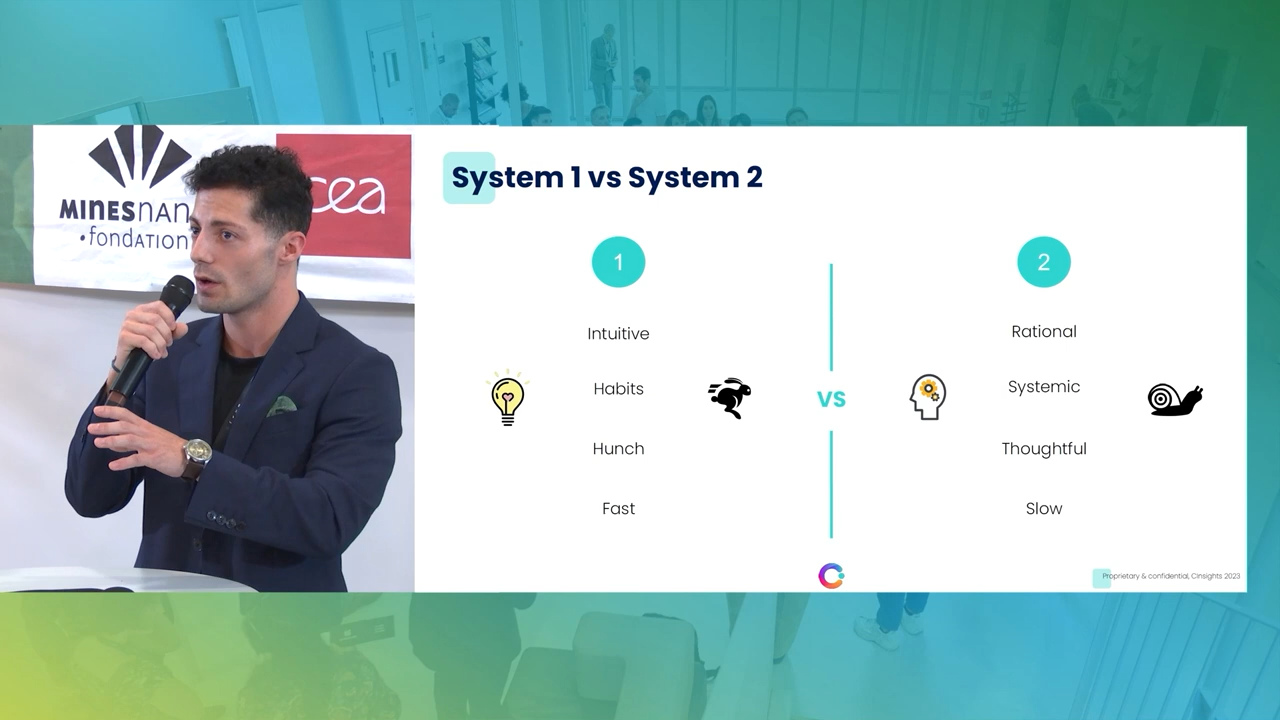 MINESNAN
•fondation
cea
System 1 vs System 2
1
2
Intuitive
Rational
Habits
Systemic
vs
Hunch
Thoughtful
Fast
Slow
Proprietary & confidential, CInsights 2023